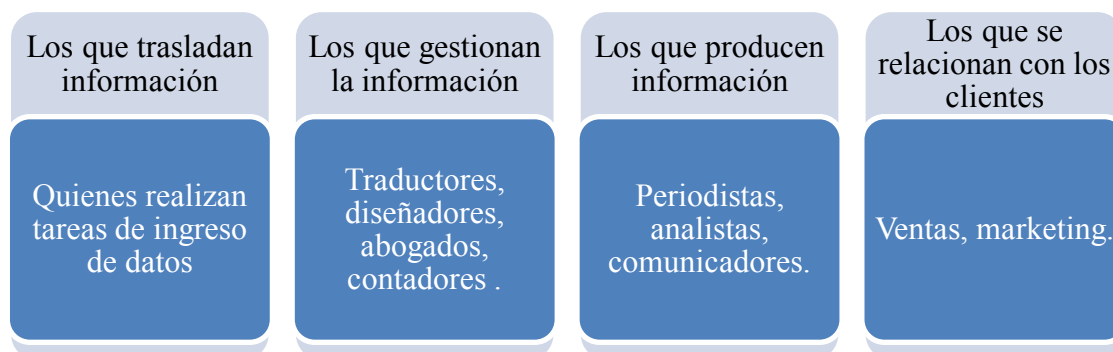 Los que trasladan
información
Quienes realizan
tareas de ingreso
de datos
Los que gestionan
la información
Traductores,
diseñadores,
abogados,
contadores .
Los que producen
información
Periodistas,
analistas,
comunicadores.
Los que se
relacionan con los
clientes
Ventas, marketing.